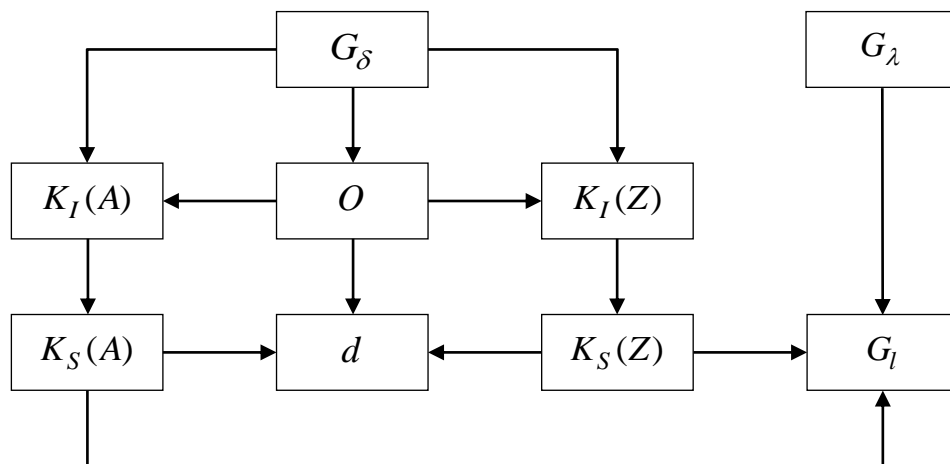 G_δ
G_λ
K_I(A)
O
K_I(Z)
K_S(A)
d
K_S(Z)
G_l